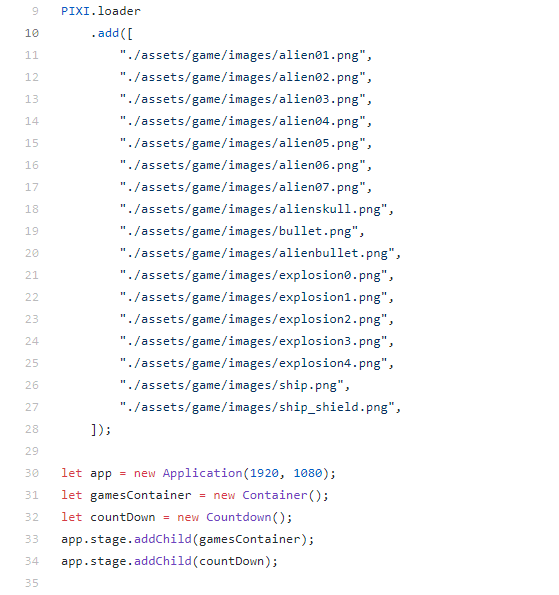 9 PIXI.loader
10     .add([
11         "./assets/game/images/alien01.png",
12         "./assets/game/images/alien02.png",
13         "./assets/game/images/alien03.png",
14         "./assets/game/images/alien04.png",
15         "./assets/game/images/alien05.png",
16         "./assets/game/images/alien06.png",
17         "./assets/game/images/alien07.png",
18         "./assets/game/images/alienskull.png",
19         "./assets/game/images/bullet.png",
20         "./assets/game/images/alienbullet.png",
21         "./assets/game/images/explosion0.png",
22         "./assets/game/images/explosion1.png",
23         "./assets/game/images/explosion2.png",
24         "./assets/game/images/explosion3.png",
25         "./assets/game/images/explosion4.png",
26         "./assets/game/images/ship.png",
27         "./assets/game/images/ship_shield.png",
28     ]);
29
30 let app = new Application(1920, 1080);
31 let gamesContainer = new Container();
32 let countDown = new Countdown();
33 app.stage.addChild(gamesContainer);
34 app.stage.addChild(countDown);
35